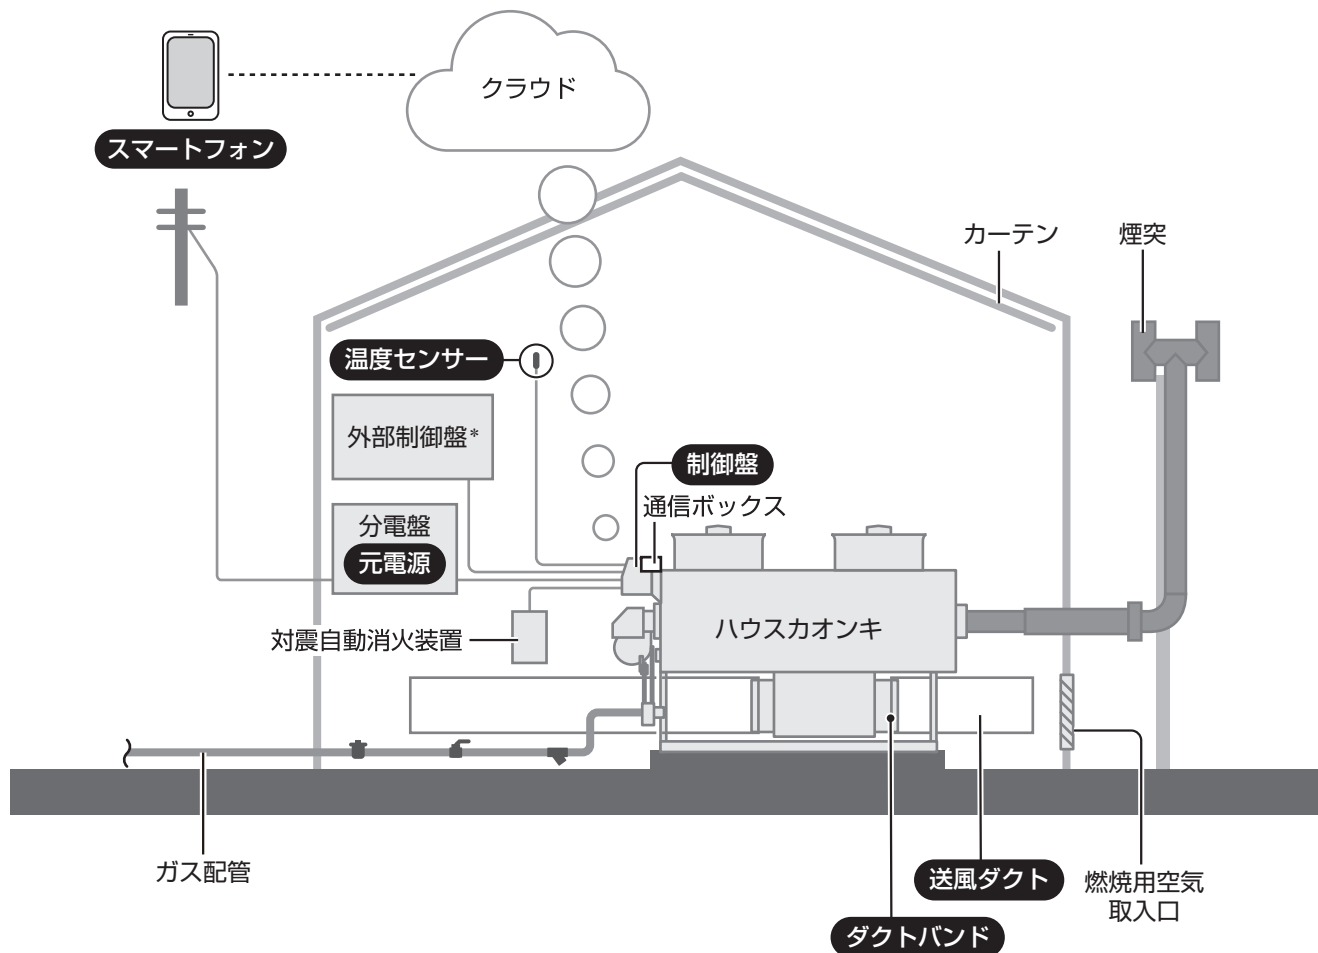 クラウド
スマートフォン
カーテン
煙突
温度センサー
外部制御盤*
制御盤
通信ボックス
分電盤
元電源
対震自動消火装置
ハウスカオンキ
ガス配管
送風ダクト
燃焼用空気
取入口
ダクトバンド